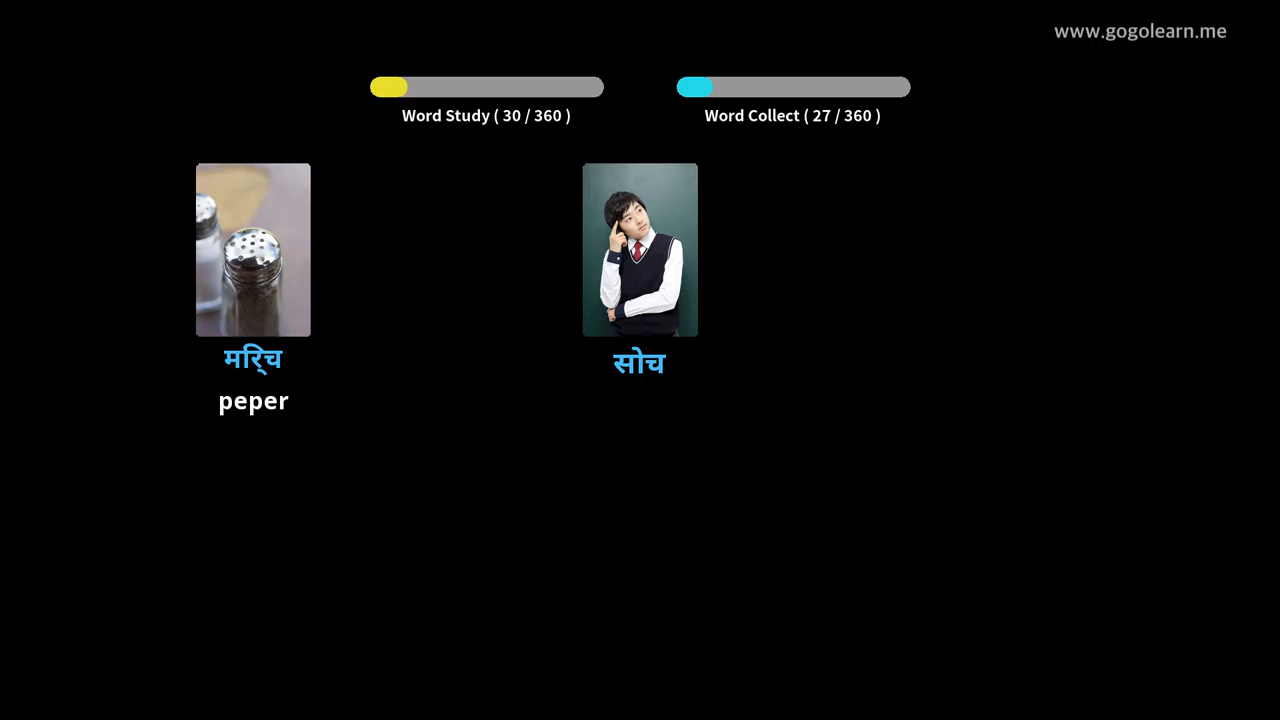 www.gogolearn.me
Word Study ( 30 / 360 )
Word Collect ( 27 / 360 )
मरि्च
सोच
peper